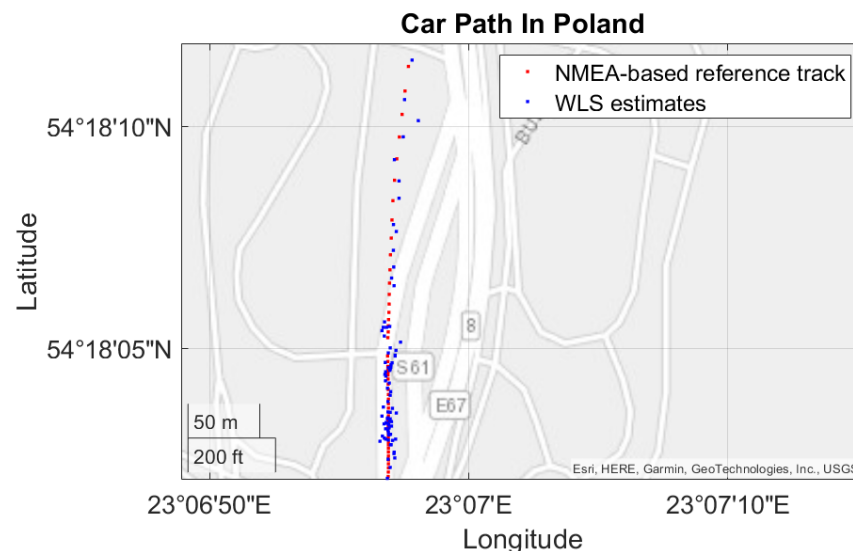 Car Path In Poland
NMEA-based reference track
WLS estimates
54°18'10"N
BU
Latitude
8
54°18'05"N
S61
E67
50 m
200 ft
Esri, HERE, Garmin, GeoTechnologies, Inc., USGS
23°06'50"E
23°07'E
23°07'10"E
Longitude